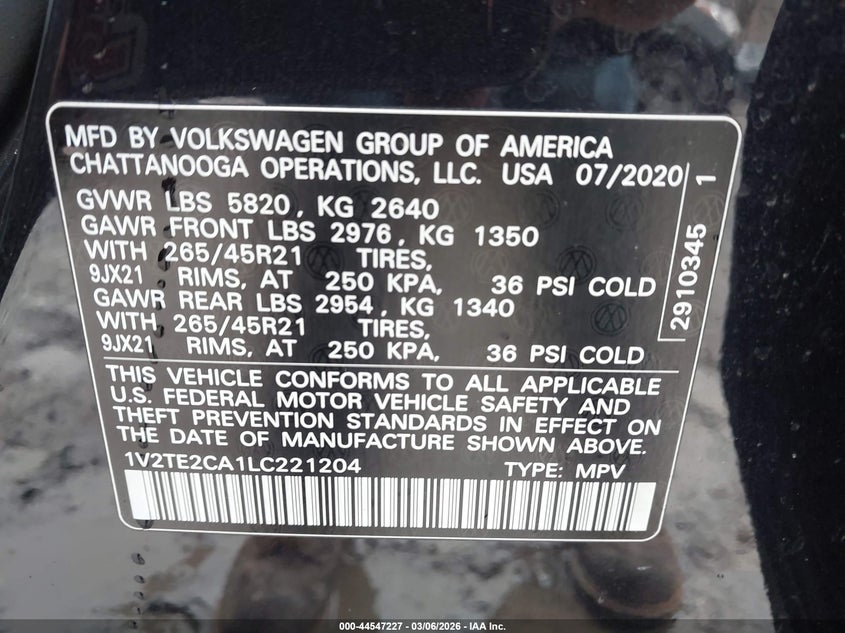 MFD BY VOLKSWAGEN GROUP OF AMERICA
CHATTANOOGA OPERATIONS, LLC. USA 07/2020
GVWR LBS 5820, KG 2640
GAWR FRONT LBS 2976, KG 1350
WITH 265/45R21 TIRES,
9JX21 RIMS, AT 250 KPA, 36 PSI COLD
GAWR REAR LBS 2954, KG 1340
WITH 265/45R21 TIRES,
9JX21 RIMS, AT 250 KPA, 36 PSI COLD
2910345 1
THIS VEHICLE CONFORMS TO ALL APPLICABLE
U.S. FEDERAL MOTOR VEHICLE SAFETY AND
THEFT PREVENTION STANDARDS IN EFFECT ON
THE DATE OF MANUFACTURE SHOWN ABOVE.
1V2TE2CA1LC221204 TYPE: MPV
000-44547227 - 03/06/2026 - IAA Inc.